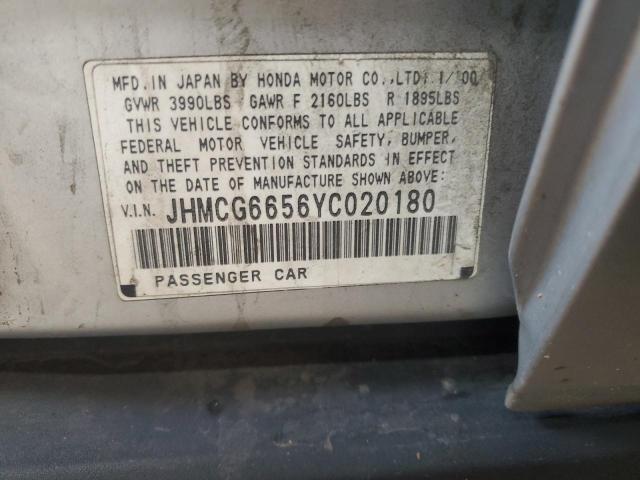 MFD. IN JAPAN BY HONDA MOTOR CO.,LTD. 1/00
GVWR 3990LBS GAWR F 2160LBS R 1895LBS
THIS VEHICLE CONFORMS TO ALL APPLICABLE
FEDERAL MOTOR VEHICLE SAFETY, BUMPER,
AND THEFT PREVENTION STANDARDS IN EFFECT
ON THE DATE OF MANUFACTURE SHOWN ABOVE.
V.I.N. JHMCG6656YC020180
PASSENGER CAR